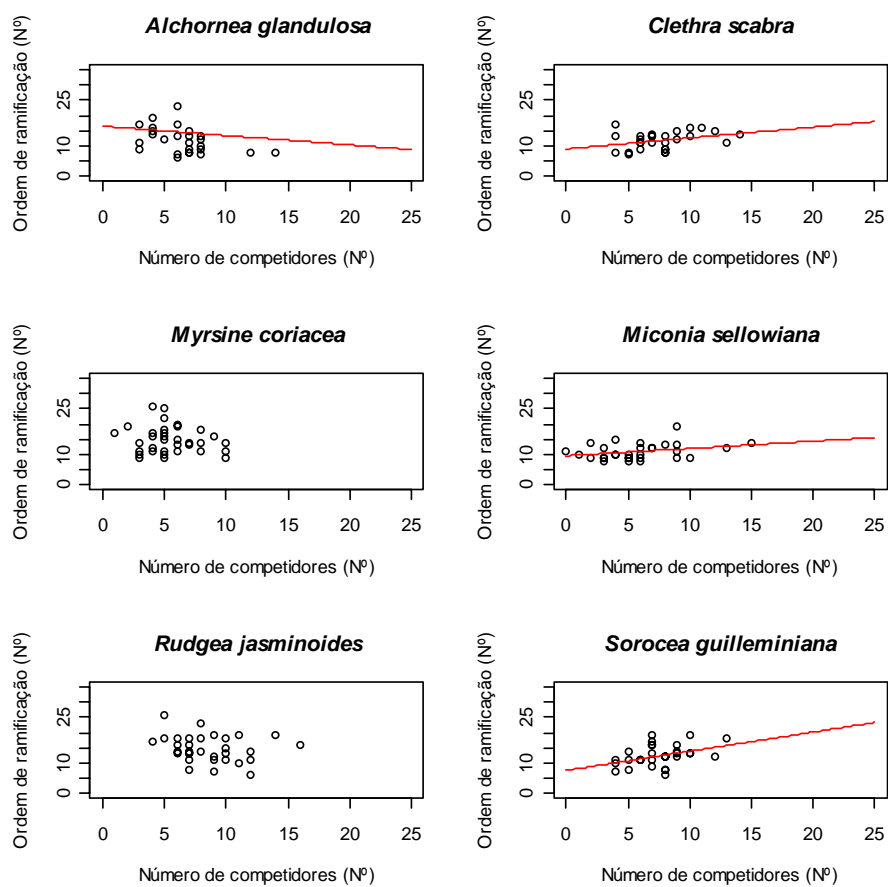 Alchornea glandulosa
Ordem de ramificação (Nº)
0 10 25
0 5 10 15 20 25
Número de competidores (Nº)
Clethra scabra
Ordem de ramificação (Nº)
0 10 25
0 5 10 15 20 25
Número de competidores (Nº)
Myrsine coriacea
Ordem de ramificação (Nº)
0 10 25
0 5 10 15 20 25
Número de competidores (Nº)
Miconia sellowiana
Ordem de ramificação (Nº)
0 10 25
0 5 10 15 20 25
Número de competidores (Nº)
Rudgea jasminoides
Ordem de ramificação (Nº)
0 10 25
0 5 10 15 20 25
Número de competidores (Nº)
Sorocea guilleminiana
Ordem de ramificação (Nº)
0 10 25
0 5 10 15 20 25
Número de competidores (Nº)